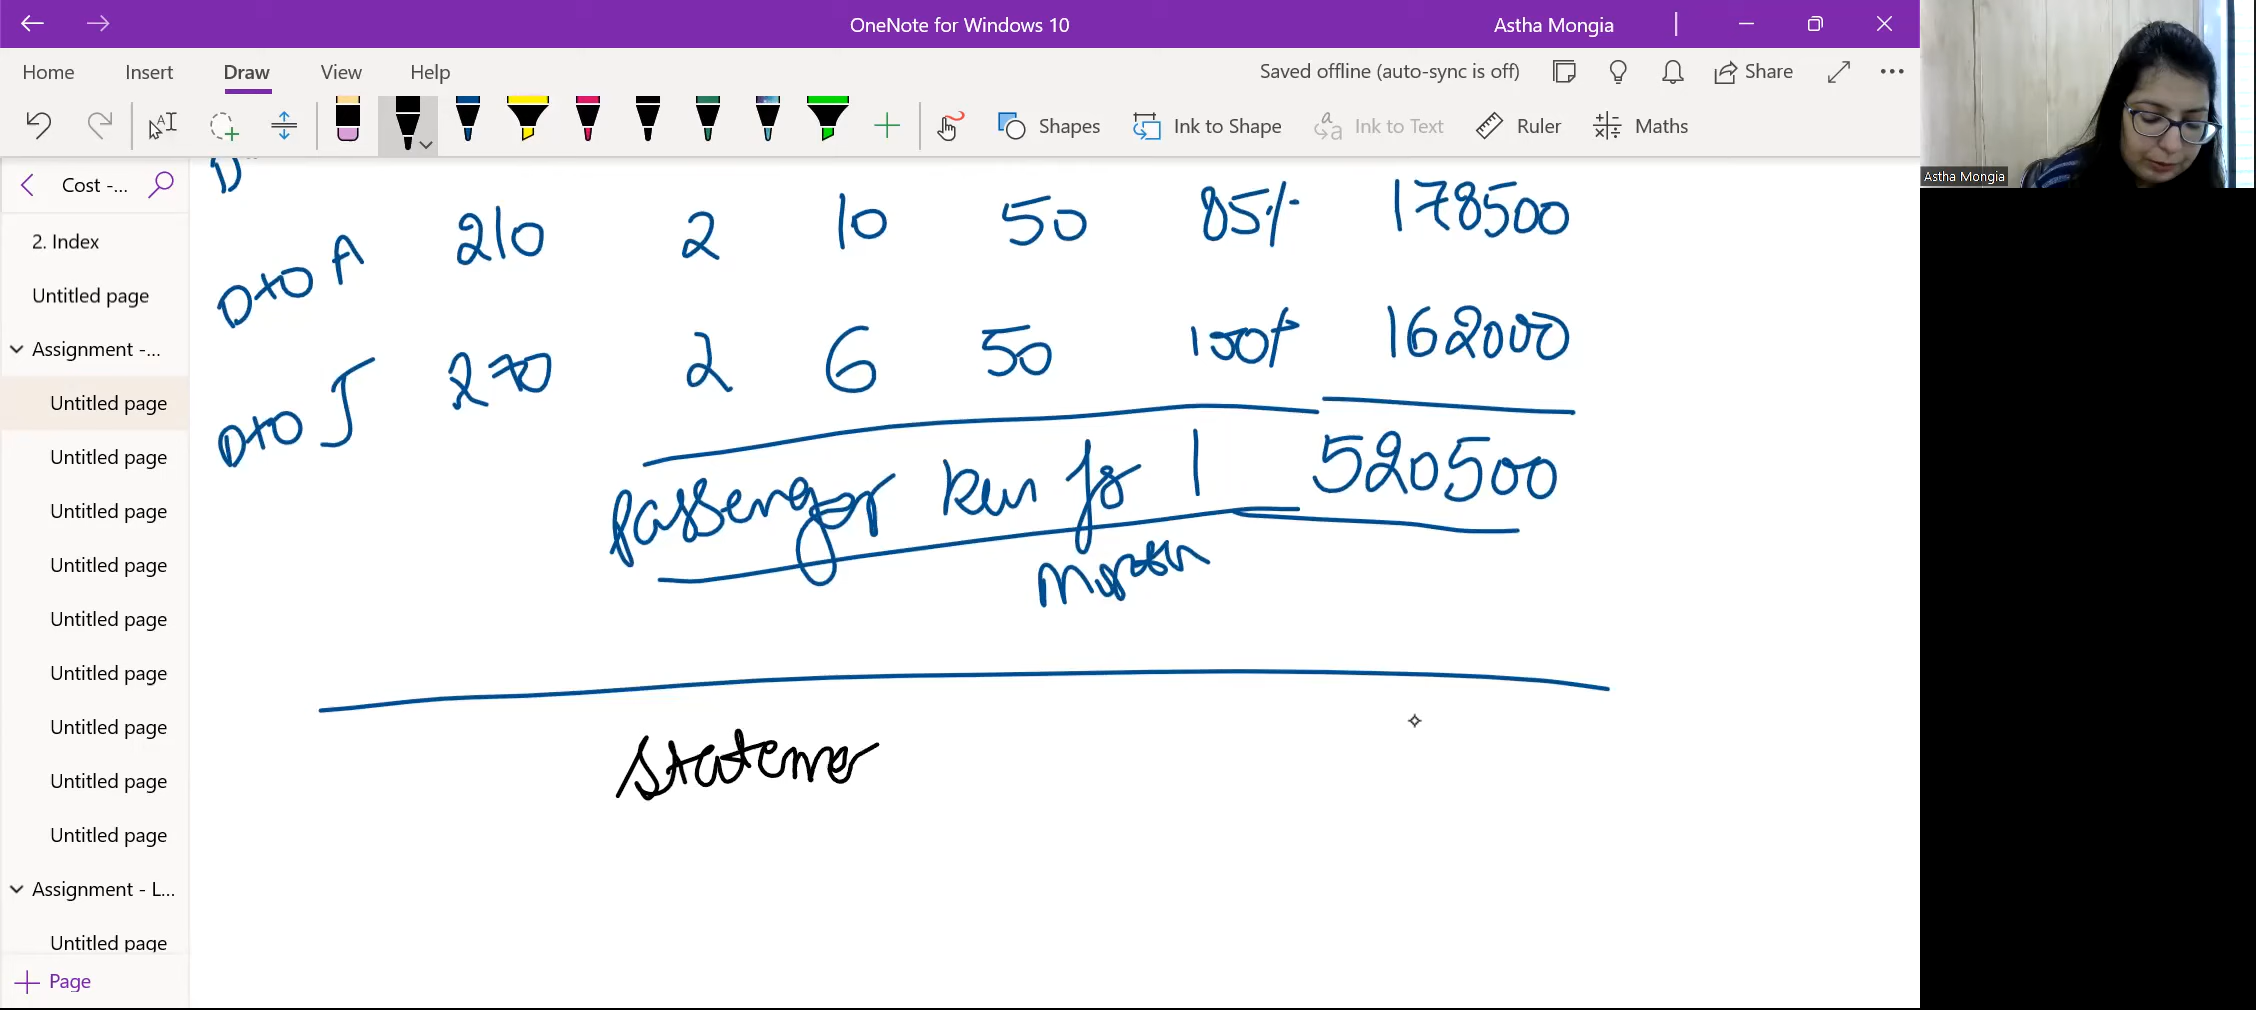 OneNote for Windows 10
Astha Mongia
Home Insert Draw View Help
Saved offline (auto-sync is off)
Share
Shapes
Ink to Shape
Ink to Text
Ruler
Maths
Astha Mongia
Cost -...
2. Index
Untitled page
Assignment -...
Untitled page
Untitled page
Untitled page
Untitled page
Untitled page
Untitled page
Untitled page
Untitled page
Untitled page
Assignment - L...
Untitled page
Page
D to A 210 2 10 50 85% 178500
D to J 270 2 6 50 100% 162000
passenger km for 1 520500
Month
Stateme